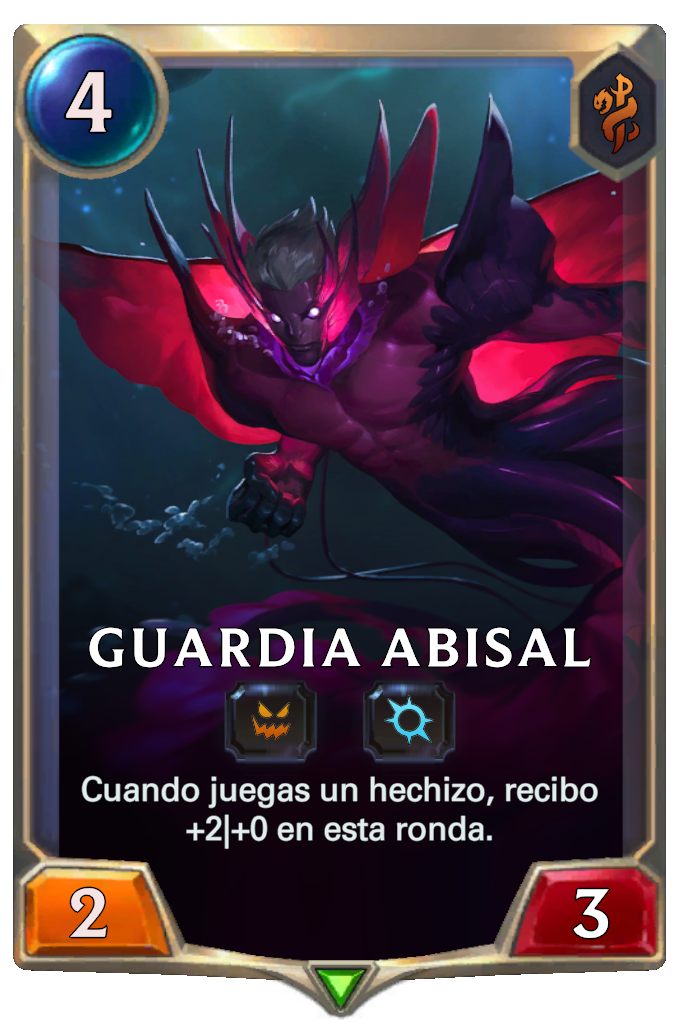 4
GUARDIA ABISAL
Cuando juegas un hechizo, recibo
+2|+0 en esta ronda.
2
3